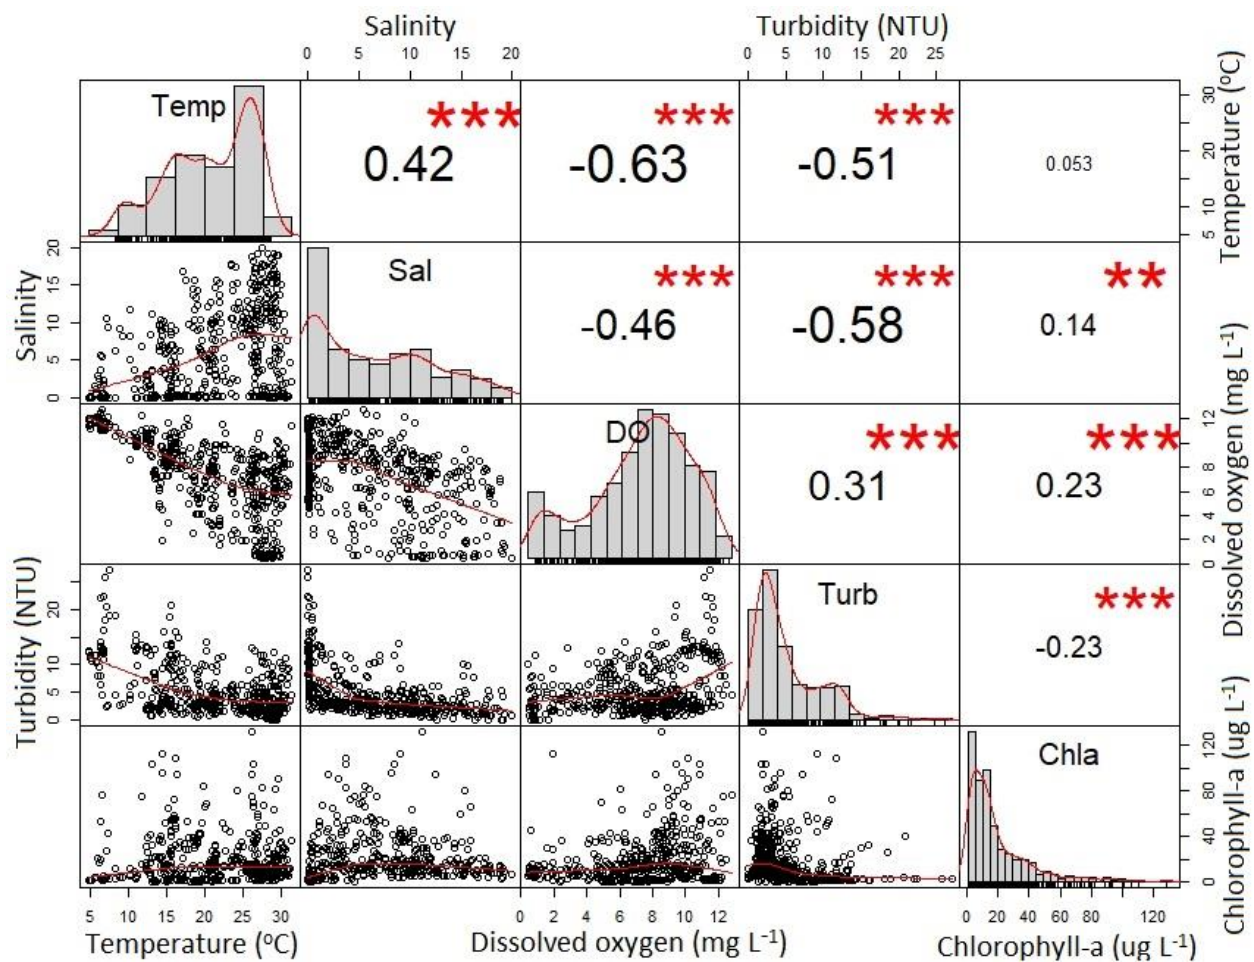 Salinity Turbidity (NTU)
0 5 10 15 20 0 5 10 15 20 25
Temp *** *** *** 30
0.42 -0.63 -0.51 0.053 20
10
5
Temperature (ºC)
20 Sal *** *** **
15
10 -0.46 -0.58 0.14
5
0
Salinity
DO *** *** 12
8
0.31 0.23 6
4
2
0
Dissolved oxygen (mg L⁻¹)
Turb ***
20
-0.23
10
5
0
Turbidity (NTU)
Chla 120
80
40
0
Chlorophyll-a (ug L⁻¹)
5 10 15 20 25 30 0 2 4 6 8 10 12 0 20 40 60 80 120
Temperature (ºC) Dissolved oxygen (mg L⁻¹) Chlorophyll-a (ug L⁻¹)